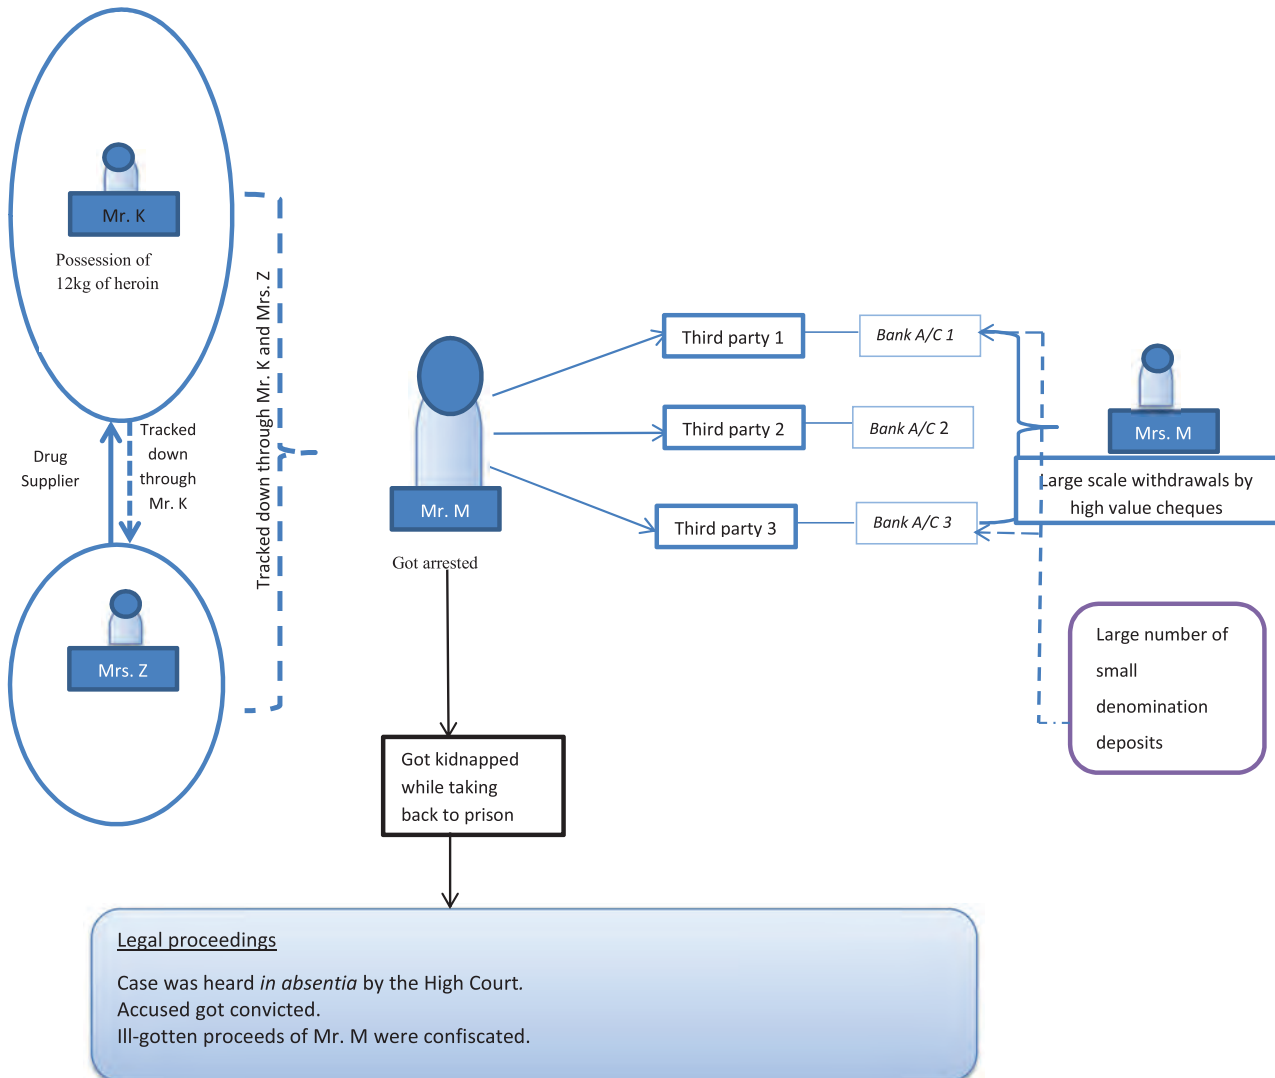 Mr. K
Possession of
12kg of heroin
Drug
Supplier
Tracked
down
through
Mr. K
Mrs. Z
Tracked down through Mr. K and Mrs. Z
Mr. M
Got arrested
Third party 1
Bank A/C 1
Third party 2
Bank A/C 2
Third party 3
Bank A/C 3
Mrs. M
Large scale withdrawals by
high value cheques
Large number of
small
denomination
deposits
Got kidnapped
while taking
back to prison
Legal proceedings
Case was heard in absentia by the High Court.
Accused got convicted.
Ill-gotten proceeds of Mr. M were confiscated.